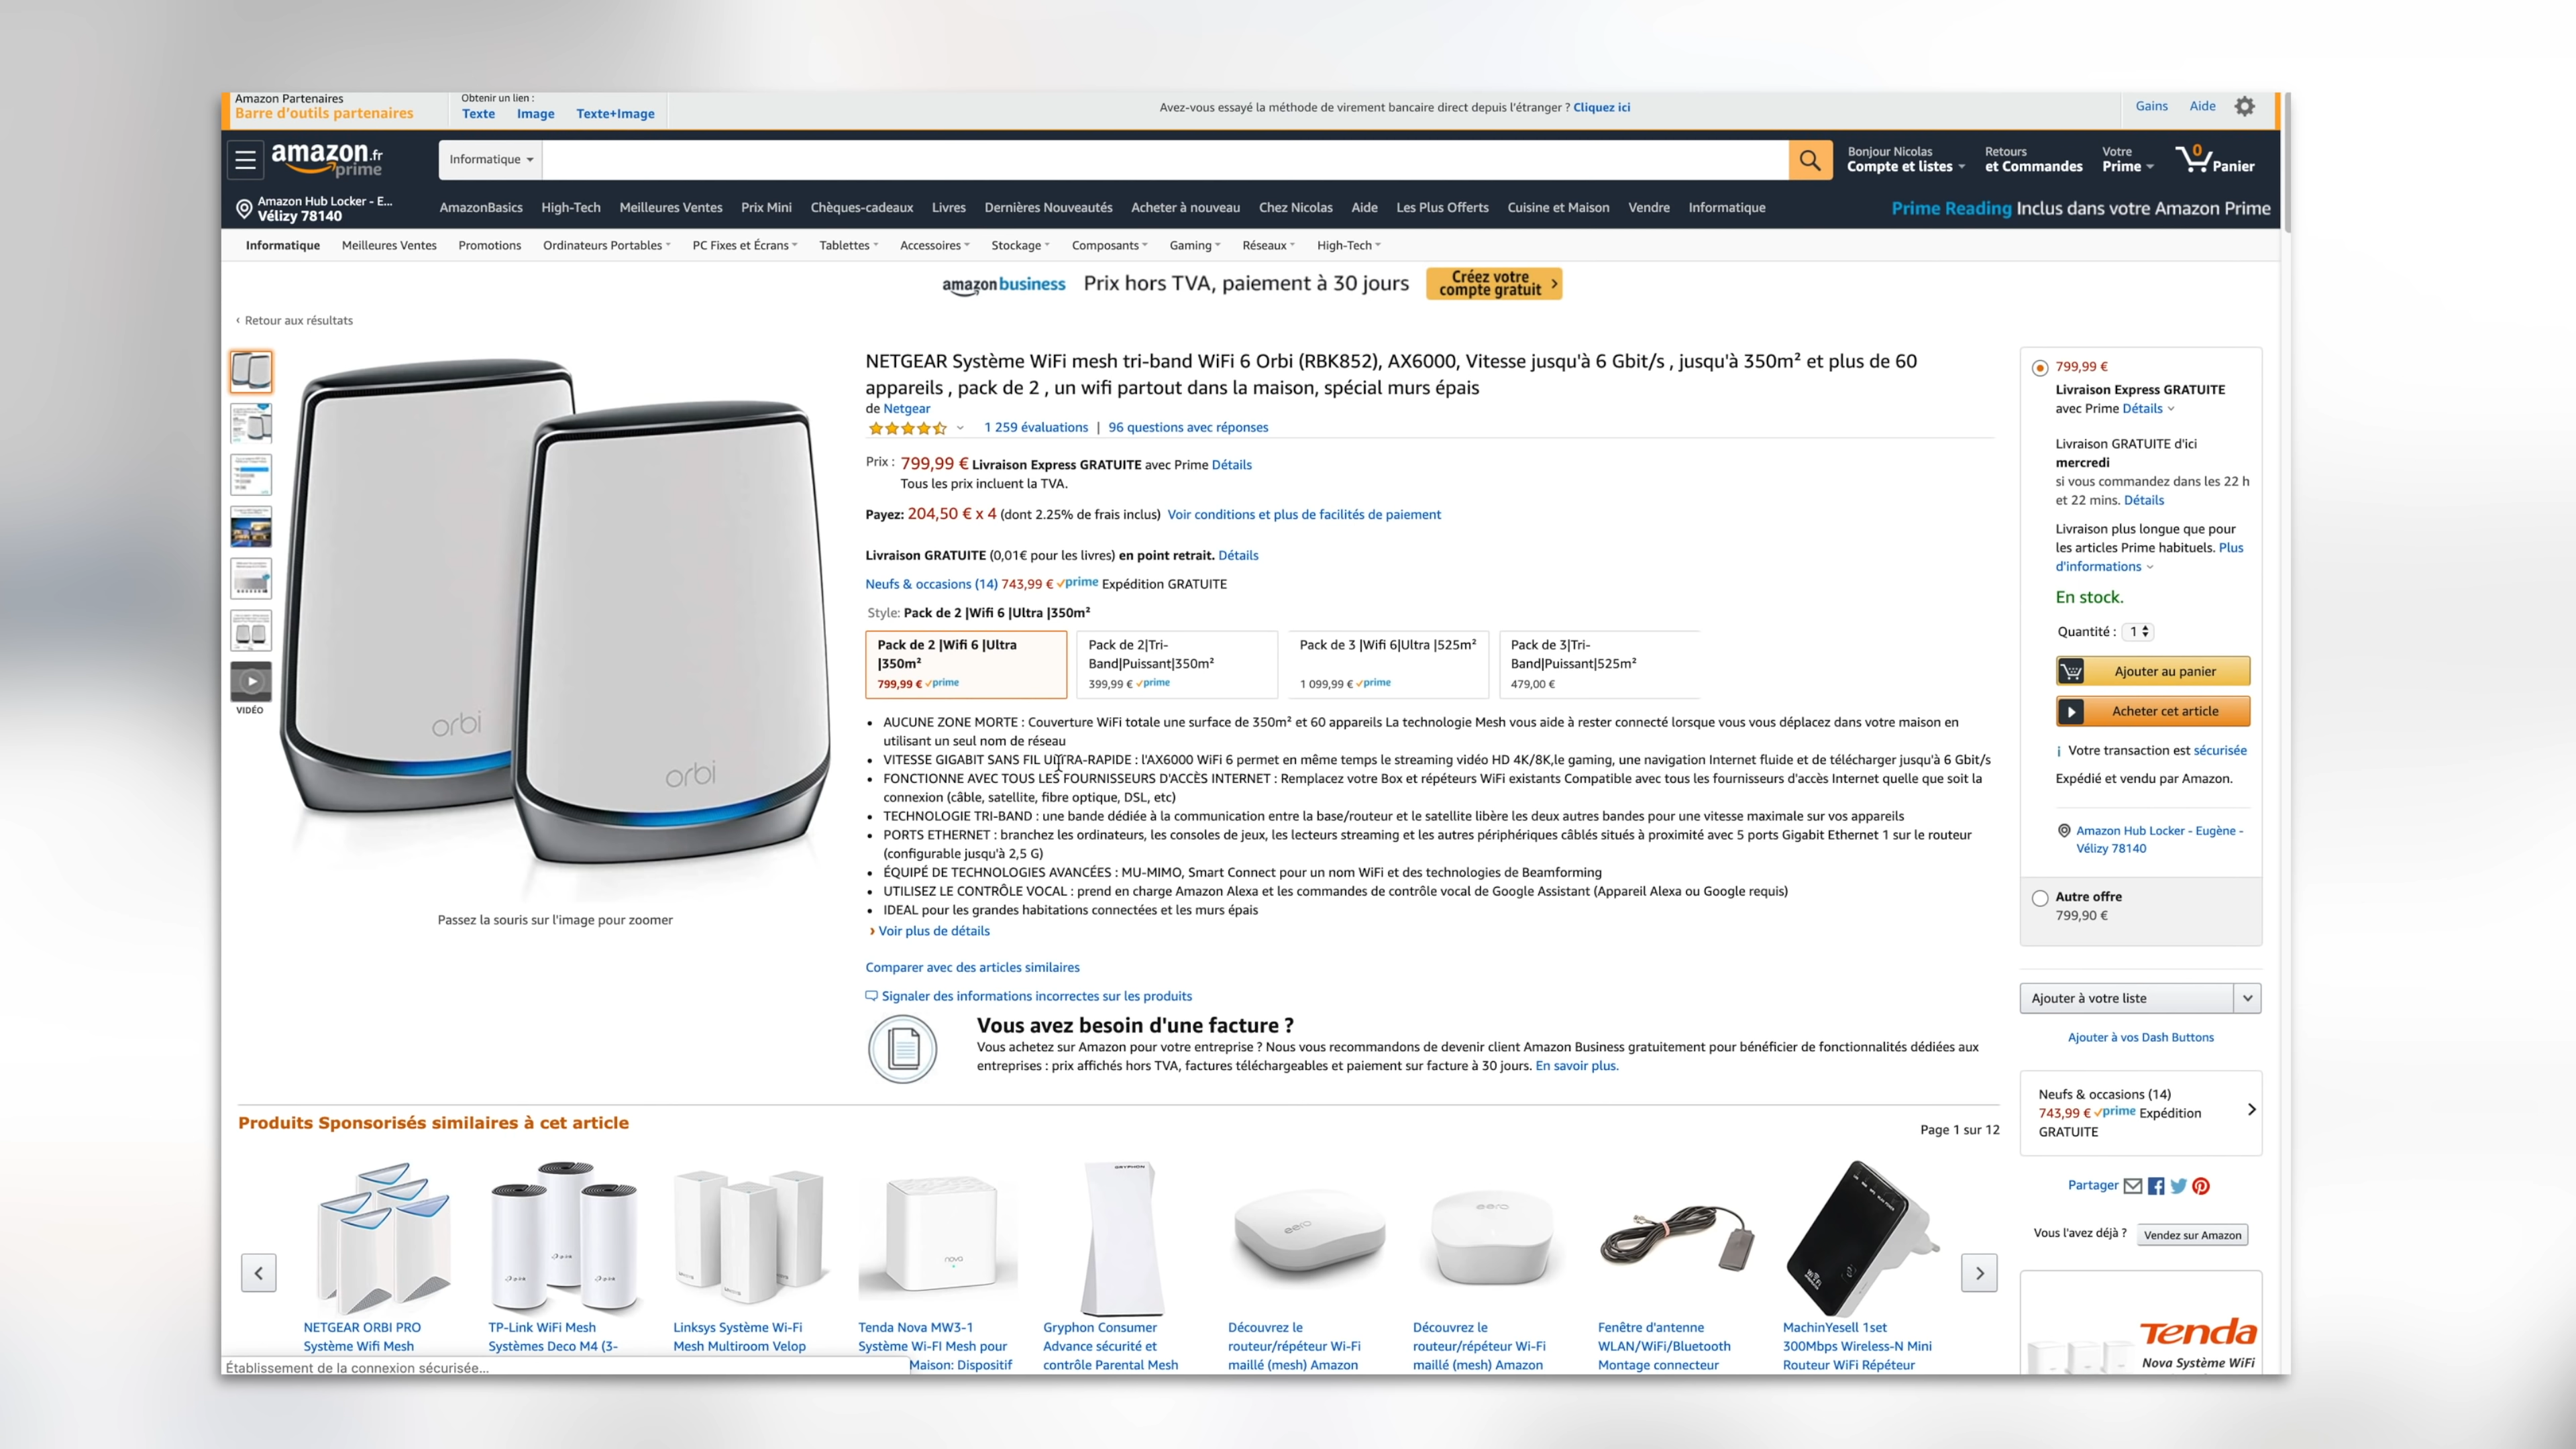 Amazon Partenaires
Barre d'outils partenaires
Obtenir un lien :
Texte Image Texte+Image
Avez-vous essayé la méthode de virement bancaire direct depuis l'étranger ? Cliquez ici
Gains Aide
amazon.fr
prime
Informatique
Bonjour Nicolas
Compte et listes
Retours
et Commandes
Votre
Prime
0
Panier
Amazon Hub Locker - E...
Vélizy 78140
AmazonBasics High-Tech Meilleures Ventes Prix Mini Chèques-cadeaux Livres Dernières Nouveautés Acheter à nouveau Chez Nicolas Aide Les Plus Offerts Cuisine et Maison Vendre Informatique
Prime Reading Inclus dans votre Amazon Prime
Informatique Meilleures Ventes Promotions Ordinateurs Portables PC Fixes et Écrans Tablettes Accessoires Stockage Composants Gaming Réseaux High-Tech
amazon business Prix hors TVA, paiement à 30 jours
Créez votre
compte gratuit ›
‹ Retour aux résultats
VIDÉO
orbi
orbi
Passez la souris sur l'image pour zoomer
NETGEAR Système WiFi mesh tri-band WiFi 6 Orbi (RBK852), AX6000, Vitesse jusqu'à 6 Gbit/s , jusqu'à 350m² et plus de 60
appareils , pack de 2 , un wifi partout dans la maison, spécial murs épais
de Netgear
1 259 évaluations | 96 questions avec réponses
Prix : 799,99 € Livraison Express GRATUITE avec Prime Détails
Tous les prix incluent la TVA.
Payez: 204,50 € x 4 (dont 2.25% de frais inclus) Voir conditions et plus de facilités de paiement
Livraison GRATUITE (0,01€ pour les livres) en point retrait. Détails
Neufs & occasions (14) 743,99 € prime Expédition GRATUITE
Style: Pack de 2 |Wifi 6 |Ultra |350m²
Pack de 2 |Wifi 6 |Ultra
|350m²
799,99 € prime
Pack de 2|Tri-
Band|Puissant|350m²
399,99 € prime
Pack de 3 |Wifi 6|Ultra |525m²
1 099,99 € prime
Pack de 3|Tri-
Band|Puissant|525m²
479,00 €
• AUCUNE ZONE MORTE : Couverture WiFi totale une surface de 350m² et 60 appareils La technologie Mesh vous aide à rester connecté lorsque vous vous déplacez dans votre maison en
utilisant un seul nom de réseau
• VITESSE GIGABIT SANS FIL ULTRA-RAPIDE : l'AX6000 WiFi 6 permet en même temps le streaming vidéo HD 4K/8K,le gaming, une navigation Internet fluide et de télécharger jusqu'à 6 Gbit/s
• FONCTIONNE AVEC TOUS LES FOURNISSEURS D'ACCÈS INTERNET : Remplacez votre Box et répéteurs WiFi existants Compatible avec tous les fournisseurs d'accès Internet quelle que soit la
connexion (câble, satellite, fibre optique, DSL, etc)
• TECHNOLOGIE TRI-BAND : une bande dédiée à la communication entre la base/routeur et le satellite libère les deux autres bandes pour une vitesse maximale sur vos appareils
• PORTS ETHERNET : branchez les ordinateurs, les consoles de jeux, les lecteurs streaming et les autres périphériques câblés situés à proximité avec 5 ports Gigabit Ethernet 1 sur le routeur
(configurable jusqu'à 2,5 G)
• ÉQUIPÉ DE TECHNOLOGIES AVANCÉES : MU-MIMO, Smart Connect pour un nom WiFi et des technologies de Beamforming
• UTILISEZ LE CONTRÔLE VOCAL : prend en charge Amazon Alexa et les commandes de contrôle vocal de Google Assistant (Appareil Alexa ou Google requis)
• IDEAL pour les grandes habitations connectées et les murs épais
› Voir plus de détails
Comparer avec des articles similaires
Signaler des informations incorrectes sur les produits
Vous avez besoin d'une facture ?
Vous achetez sur Amazon pour votre entreprise ? Nous vous recommandons de devenir client Amazon Business gratuitement pour bénéficier de fonctionnalités dédiées aux
entreprises : prix affichés hors TVA, factures téléchargeables et paiement sur facture à 30 jours. En savoir plus.
799,99 €
Livraison Express GRATUITE
avec Prime Détails
Livraison GRATUITE d'ici
mercredi
si vous commandez dans les 22 h
et 22 mins. Détails
Livraison plus longue que pour
les articles Prime habituels. Plus
d'informations
En stock.
Quantité : 1
Ajouter au panier
Acheter cet article
Votre transaction est sécurisée
Expédié et vendu par Amazon.
Amazon Hub Locker - Eugène -
Vélizy 78140
Autre offre
799,90 €
Ajouter à votre liste
Ajouter à vos Dash Buttons
Neufs & occasions (14)
743,99 € prime Expédition
GRATUITE
Partager
Vous l'avez déjà ? Vendez sur Amazon
Tenda
Nova Système WiFi
Produits Sponsorisés similaires à cet article
Page 1 sur 12
GRYPHON
nova
eero
eero
NETGEAR ORBI PRO
Système Wifi Mesh
TP-Link WiFi Mesh
Systèmes Deco M4 (3-
Linksys Système Wi-Fi
Mesh Multiroom Velop
Tenda Nova MW3-1
Système Wi-FI Mesh pour
Maison: Dispositif
Gryphon Consumer
Advance sécurité et
contrôle Parental Mesh
Découvrez le
routeur/répéteur Wi-Fi
maillé (mesh) Amazon
Découvrez le
routeur/répéteur Wi-Fi
maillé (mesh) Amazon
Fenêtre d'antenne
WLAN/WiFi/Bluetooth
Montage connecteur
MachinYesell 1set
300Mbps Wireless-N Mini
Routeur WiFi Répéteur
Établissement de la connexion sécurisée...